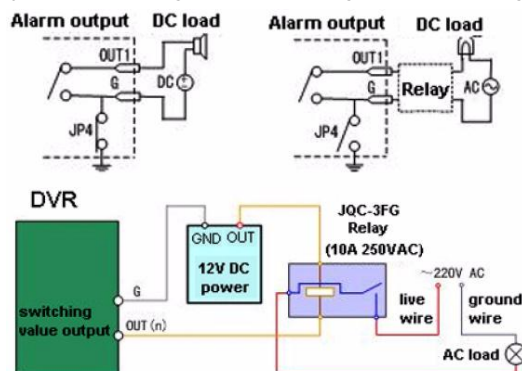 Alarm output
DC load
OUT1
G
DC
JP4
Alarm output
DC load
OUT1
G
Relay
AC
JP4
DVR
GND OUT
12V DC
power
JQC-3FG
Relay
(10A 250VAC)
G
switching
value output
OUT(n)
~220V AC
live
wire
ground
wire
AC load